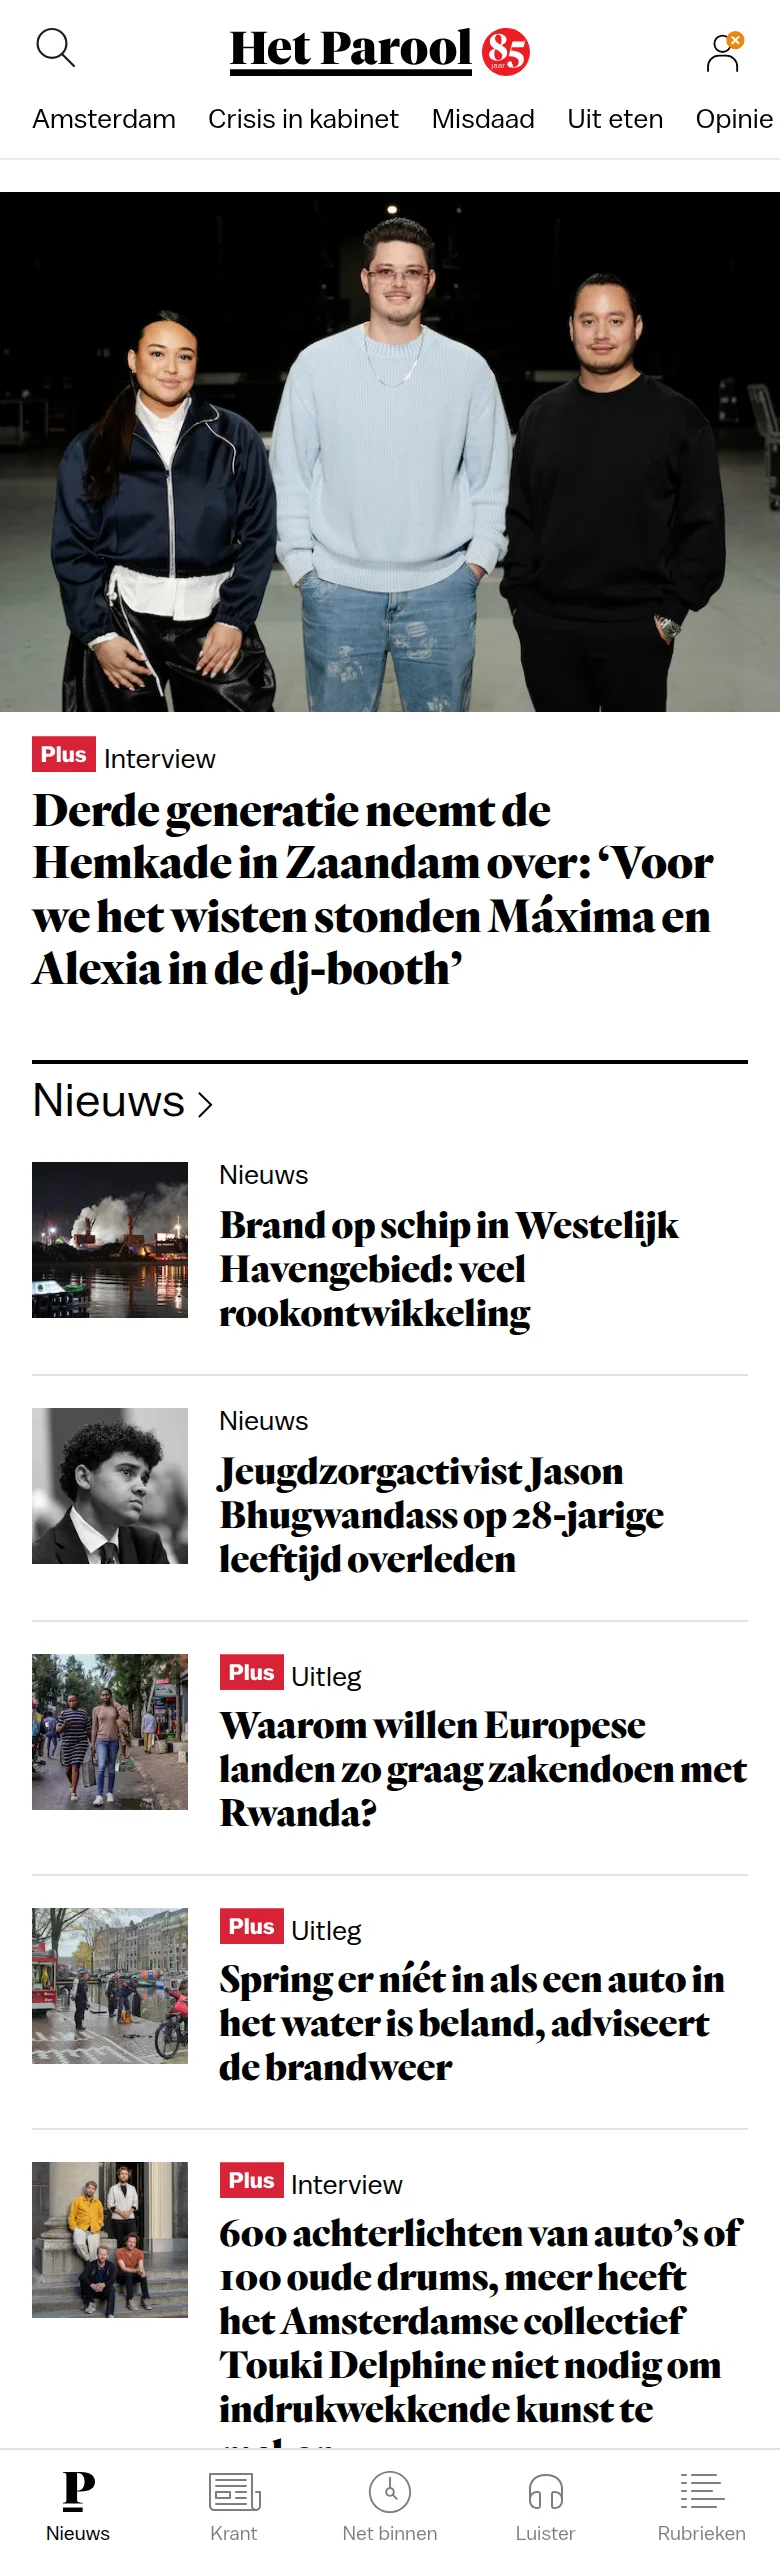 Het Parool 85 jaar
Amsterdam Crisis in kabinet Misdaad Uit eten Opinie
Plus Interview
Derde generatie neemt de
Hemkade in Zaandam over: ‘Voor
we het wisten stonden Máxima en
Alexia in de dj-booth’
Nieuws
Nieuws
Brand op schip in Westelijk
Havengebied: veel
rookontwikkeling
Nieuws
Jeugdzorgactivist Jason
Bhugwandass op 28-jarige
leeftijd overleden
Plus Uitleg
Waarom willen Europese
landen zo graag zakendoen met
Rwanda?
Plus Uitleg
Spring er níét in als een auto in
het water is beland, adviseert
de brandweer
Plus Interview
600 achterlichten van auto’s of
100 oude drums, meer heeft
het Amsterdamse collectief
Touki Delphine niet nodig om
indrukwekkende kunst te
Nieuws Krant Net binnen Luister Rubrieken